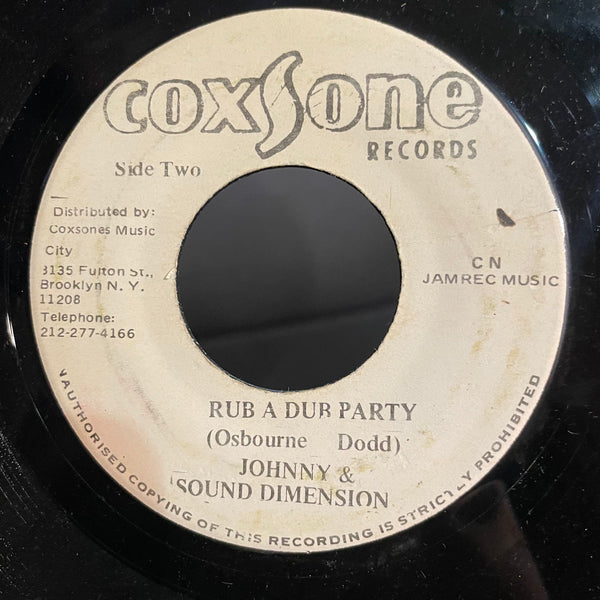 coxsone
RECORDS
Side Two
Distributed by:
Coxsones Music
City
3135 Fulton St.,
Brooklyn N. Y.
11208
Telephone:
212-277-4166
C N
JAMREC MUSIC
RUB A DUB PARTY
(Osbourne Dodd)
JOHNNY &
SOUND DIMENSION
UNAUTHORISED COPYING OF THIS RECORDING IS STRICTLY PROHIBITED